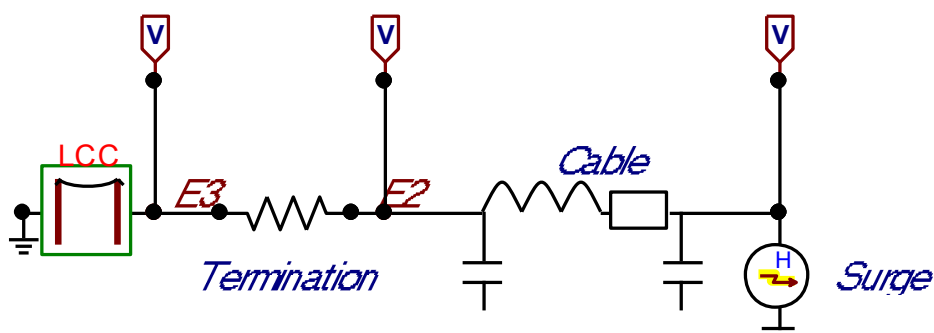 V V V
LCC
Cable
E3 E2
Termination
H
Surge